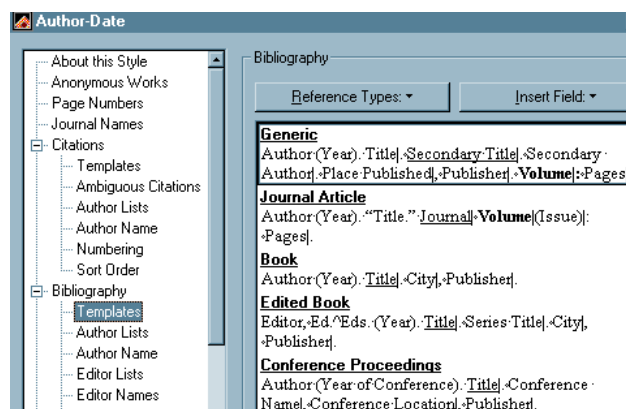 Author-Date
About this Style
Anonymous Works
Page Numbers
Journal Names
Citations
Templates
Ambiguous Citations
Author Lists
Author Name
Numbering
Sort Order
Bibliography
Templates
Author Lists
Author Name
Editor Lists
Editor Names
Bibliography
Reference Types:
Insert Field:
Generic
Author·(Year).·Title|.◦Secondary·Title|.◦Secondary·
Author|.◦Place·Published|,◦Publisher|.·Volume|:◦Pages
Journal Article
Author·(Year).·“Title.”·Journal|◦Volume|(Issue)|:
◦Pages|.
Book
Author·(Year).·Title|.◦City|,◦Publisher|.
Edited Book
Editor,◦Ed.^Eds.·(Year).·Title|.◦Series·Title|.◦City|,
◦Publisher|.
Conference Proceedings
Author·(Year·of·Conference).·Title|.◦Conference·
Name|,◦Conference·Location|,◦Publisher|.